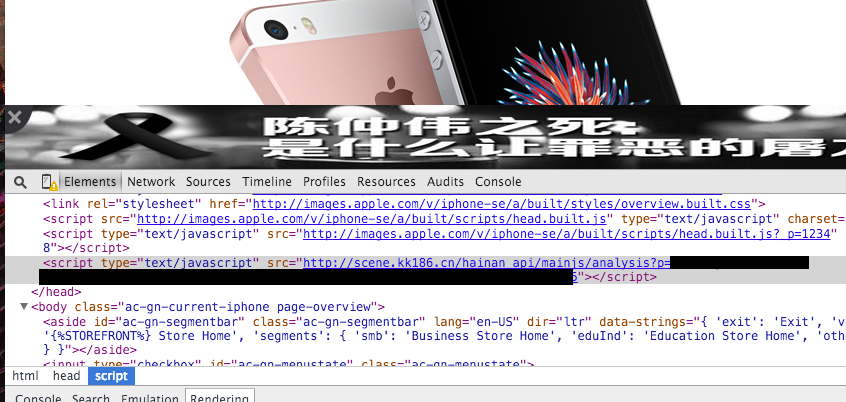 陈仲伟之死:
是什么让罪恶的屠
Elements Network Sources Timeline Profiles Resources Audits Console
<link rel="stylesheet" href="http://images.apple.com/v/iphone-se/a/built/styles/overview.built.css">
<script src="http://images.apple.com/v/iphone-se/a/built/scripts/head.built.js" type="text/javascript" charset=
<script type="text/javascript" src="http://images.apple.com/v/iphone-se/a/built/scripts/head.built.js?_p=1234"
8"></script>
<script type="text/javascript" src="http://scene.kk186.cn/hainan_api/mainjs/analysis?p=
"></script>
</head>
▼<body class="ac-gn-current-iphone page-overview">
<aside id="ac-gn-segmentbar" class="ac-gn-segmentbar" lang="en-US" dir="ltr" data-strings="{ 'exit': 'Exit', 'v
'{%STOREFRONT%} Store Home', 'segments': { 'smb': 'Business Store Home', 'eduInd': 'Education Store Home', 'oth
} }"></aside>
<input type="checkbox" id="ac-gn-menustate" class="ac-gn-menustate">
html head script
Console Search Emulation Rendering